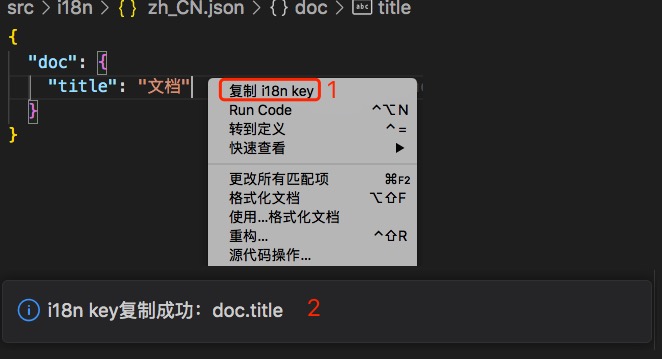 src > i18n > {} zh_CN.json > {} doc > abc title
{
"doc": {
"title": "文档"
}
}
复制 i18n key 1
Run Code ^⌥N
转到定义 ^=
快速查看 ▶
更改所有匹配项 ⌘F2
格式化文档 ⌥⇧F
使用...格式化文档
重构... ^⇧R
源代码操作...
i18n key复制成功：doc.title 2